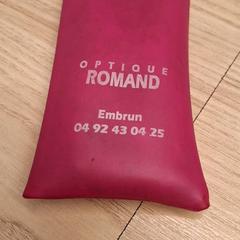 OPTIQUE
ROMAND
Embrun
04 92 43 04 25